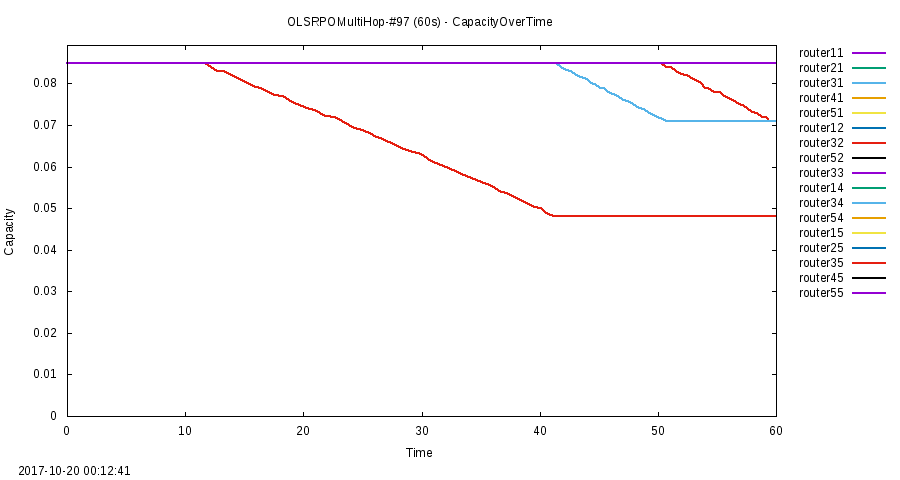 OLSRPOMultiHop-#97 (60s) - CapacityOverTime
router11
router21
router31
router41
router51
router12
router32
router52
router33
router14
router34
router54
router15
router25
router35
router45
router55
0.08
0.07
0.06
0.05
0.04
0.03
0.02
0.01
0
Capacity
0 10 20 30 40 50 60
Time
2017-10-20 00:12:41